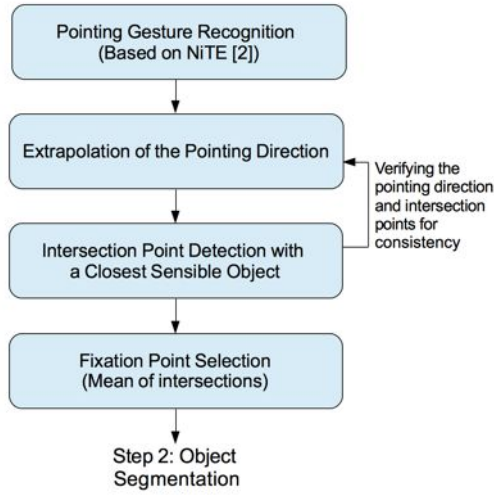 Pointing Gesture Recognition
(Based on NiTE [2])
Extrapolation of the Pointing Direction
Verifying the
pointing direction
and intersection
points for
consistency
Intersection Point Detection with
a Closest Sensible Object
Fixation Point Selection
(Mean of intersections)
Step 2: Object
Segmentation